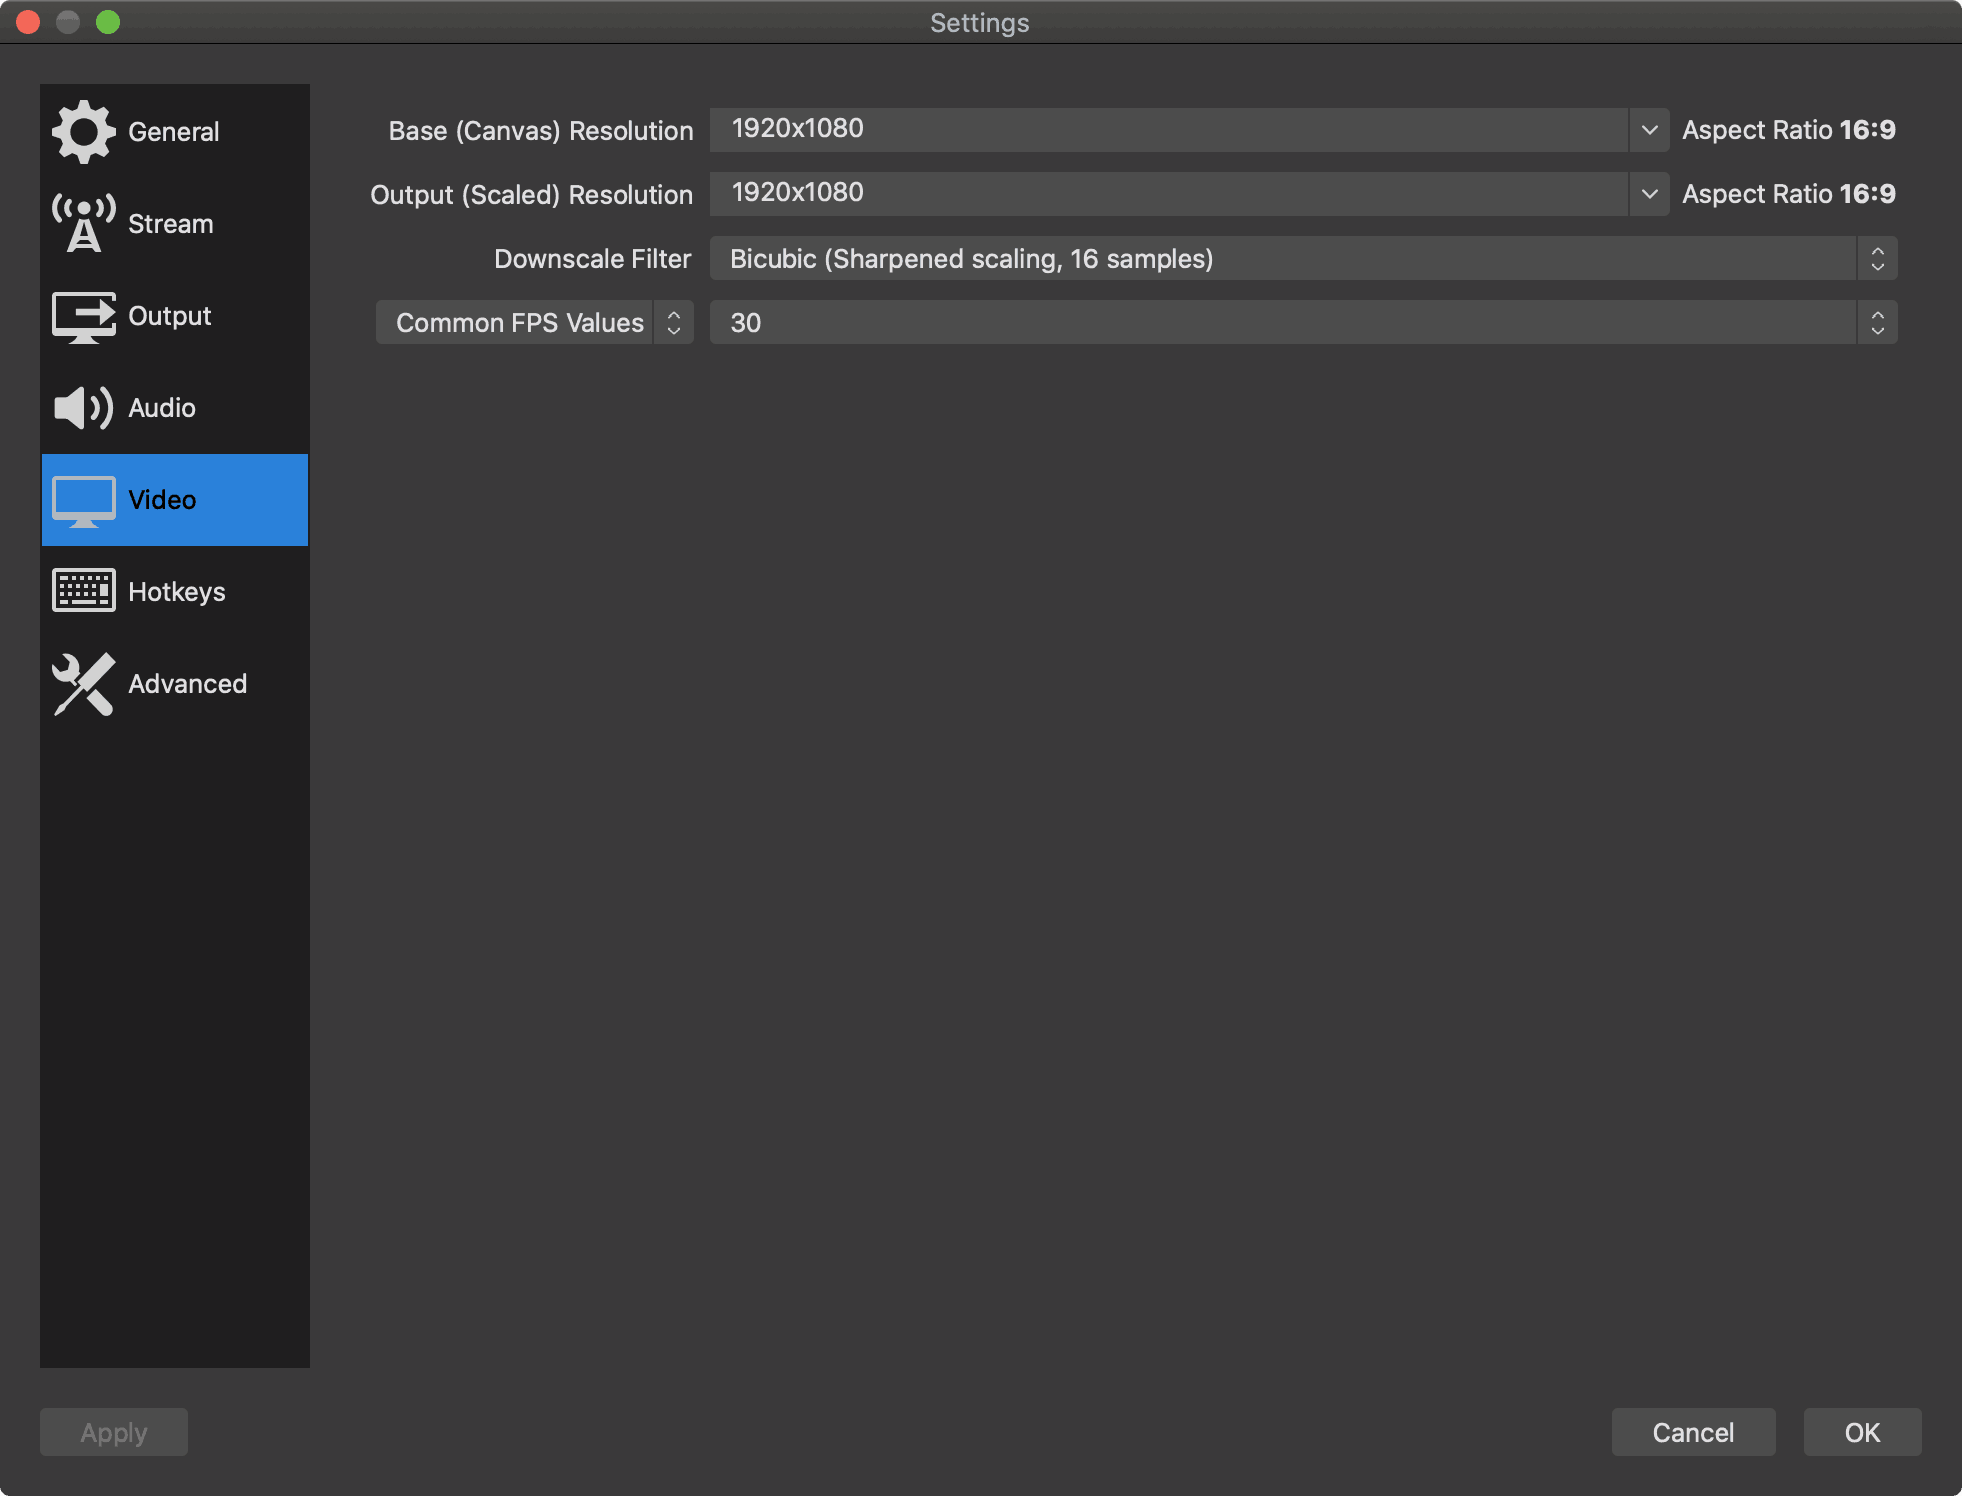 Settings
General
Stream
Output
Audio
Video
Hotkeys
Advanced
Base (Canvas) Resolution 1920x1080 Aspect Ratio 16:9
Output (Scaled) Resolution 1920x1080 Aspect Ratio 16:9
Downscale Filter Bicubic (Sharpened scaling, 16 samples)
Common FPS Values 30
Apply Cancel OK